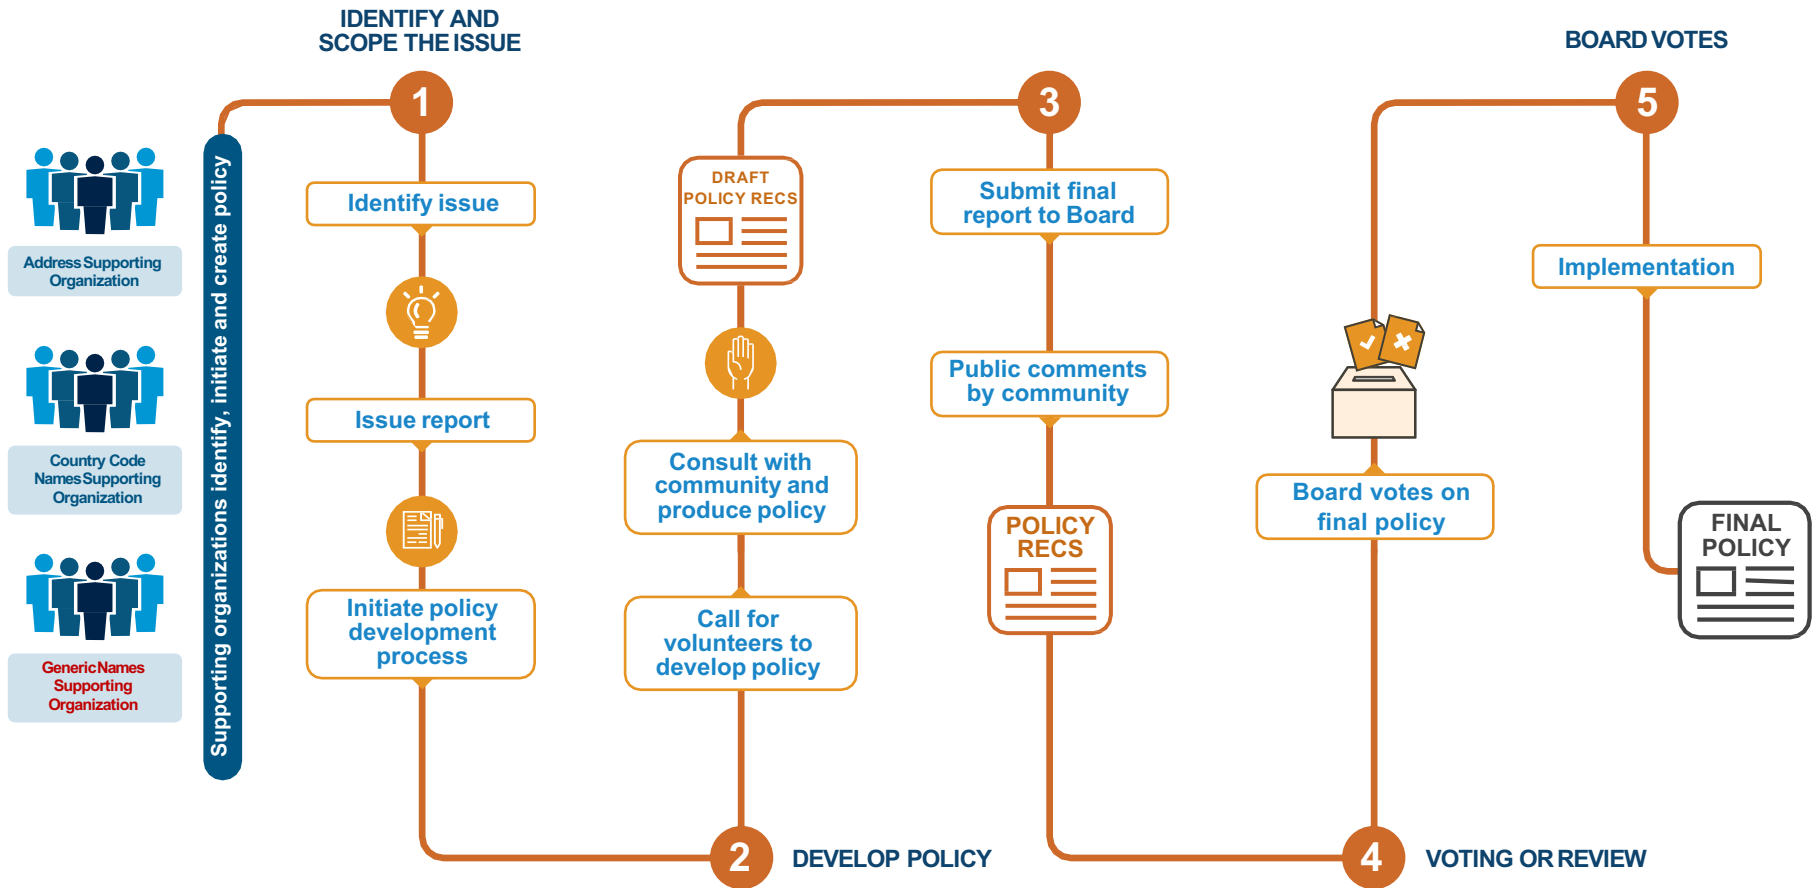 Address Supporting
Organization
Country Code
Names Supporting
Organization
Generic Names
Supporting
Organization
Supporting organizations identify, initiate and create policy
IDENTIFY AND
SCOPE THE ISSUE
1
Identify issue
Issue report
Initiate policy
development
process
2
DEVELOP POLICY
Call for
volunteers to
develop policy
Consult with
community and
produce policy
DRAFT
POLICY RECS
3
Submit final
report to Board
Public comments
by community
POLICY
RECS
4
VOTING OR REVIEW
Board votes on
final policy
BOARD VOTES
5
Implementation
FINAL
POLICY